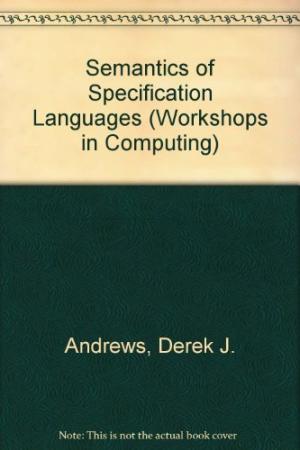 Semantics of
Specification
Languages (Workshops
in Computing)
Andrews, Derek J.
Note: This is not the actual book cover